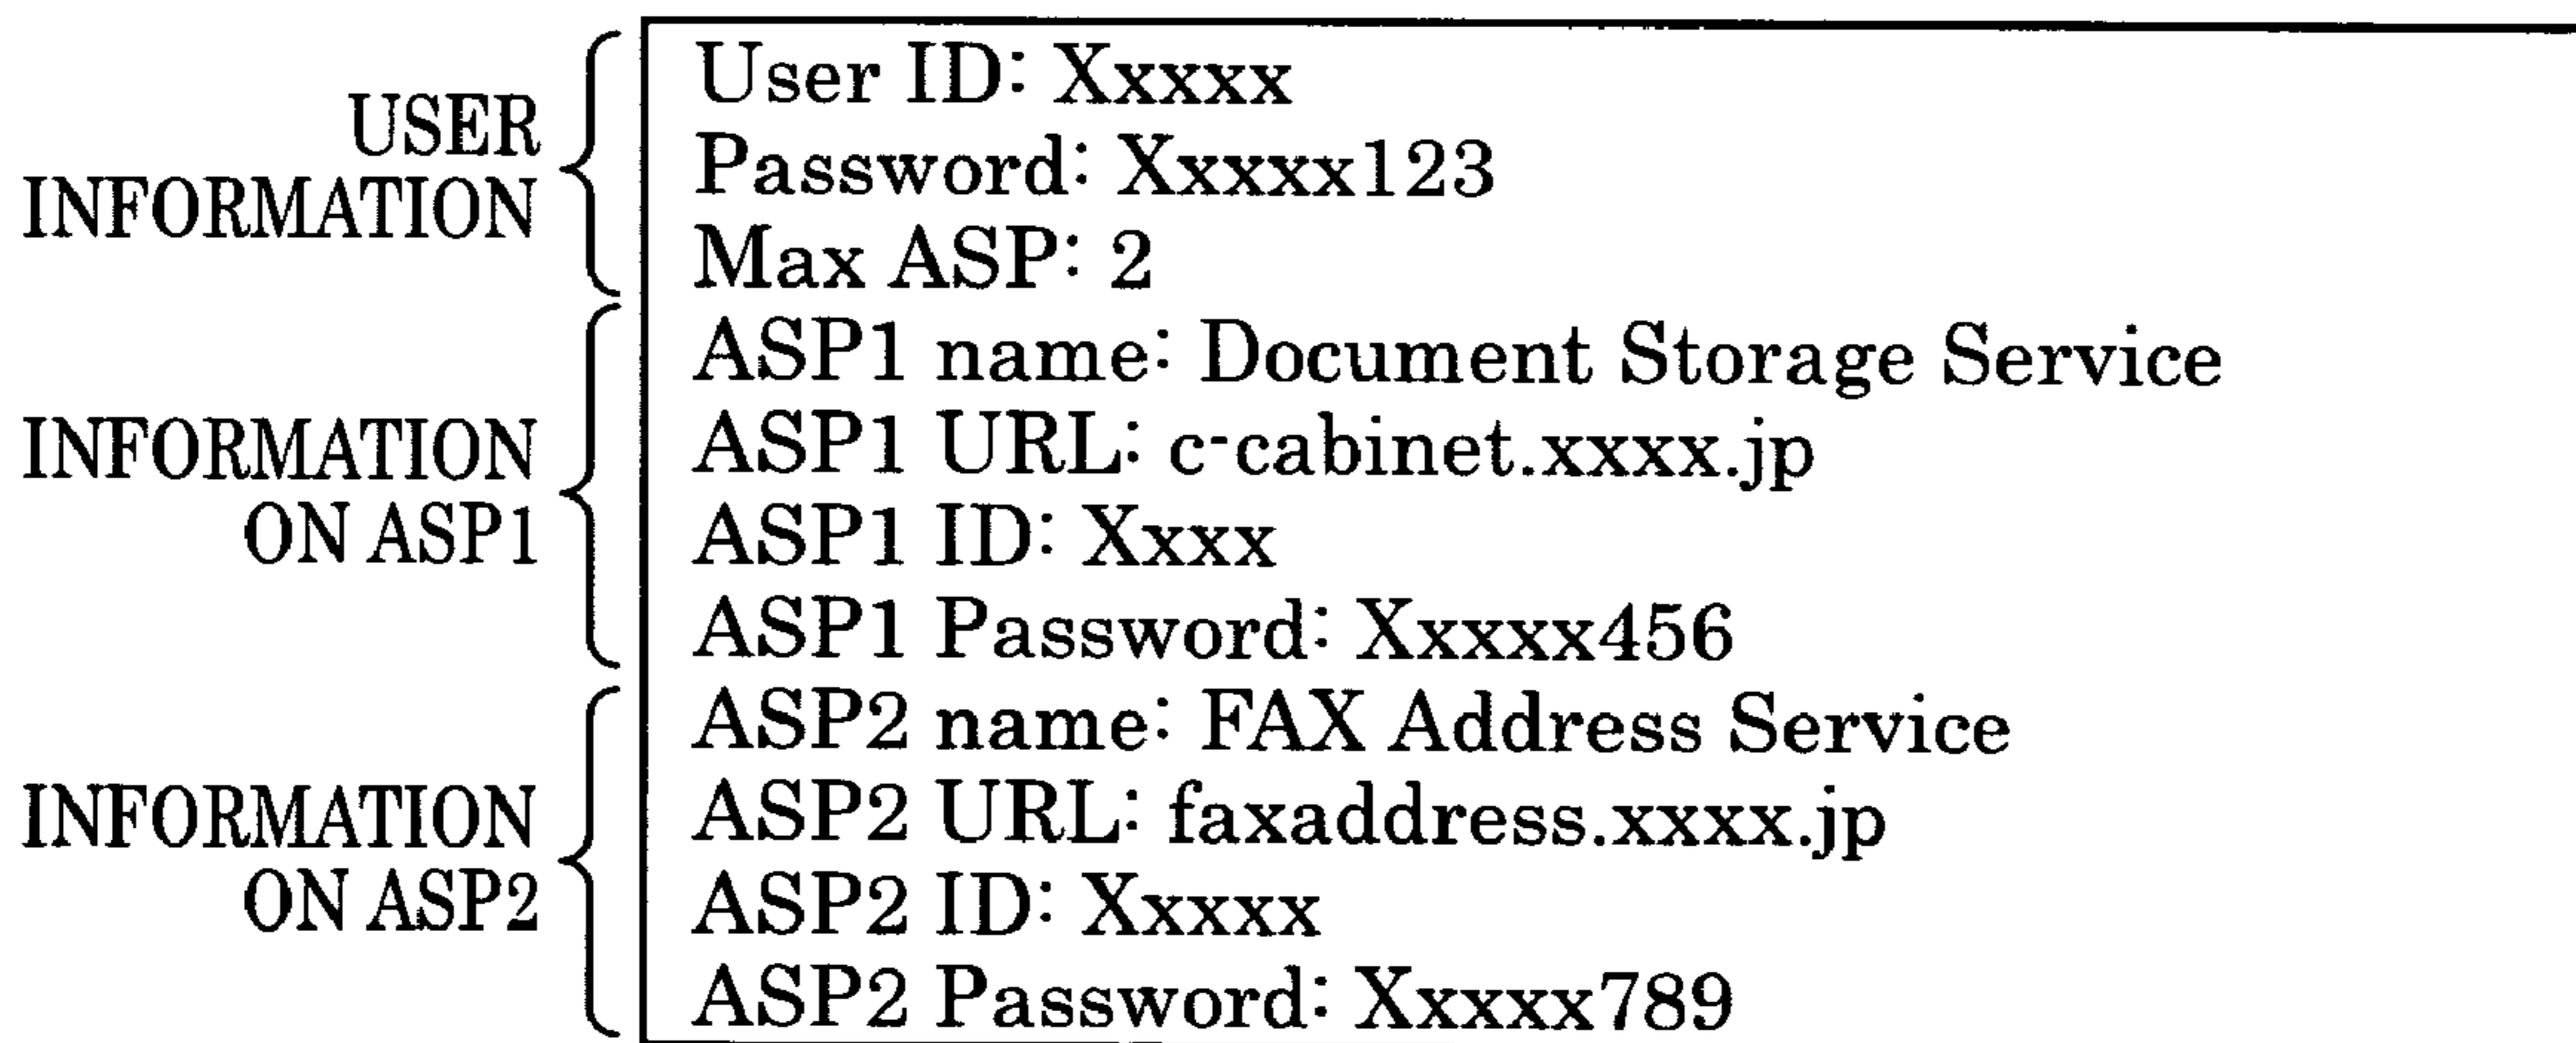 USER
INFORMATION
User ID: Xxxxx
Password: Xxxxx123
Max ASP: 2
INFORMATION
ON ASP1
ASP1 name: Document Storage Service
ASP1 URL: c-cabinet.xxxx.jp
ASP1 ID: Xxxx
ASP1 Password: Xxxxx456
INFORMATION
ON ASP2
ASP2 name: FAX Address Service
ASP2 URL: faxaddress.xxxx.jp
ASP2 ID: Xxxxx
ASP2 Password: Xxxxx789